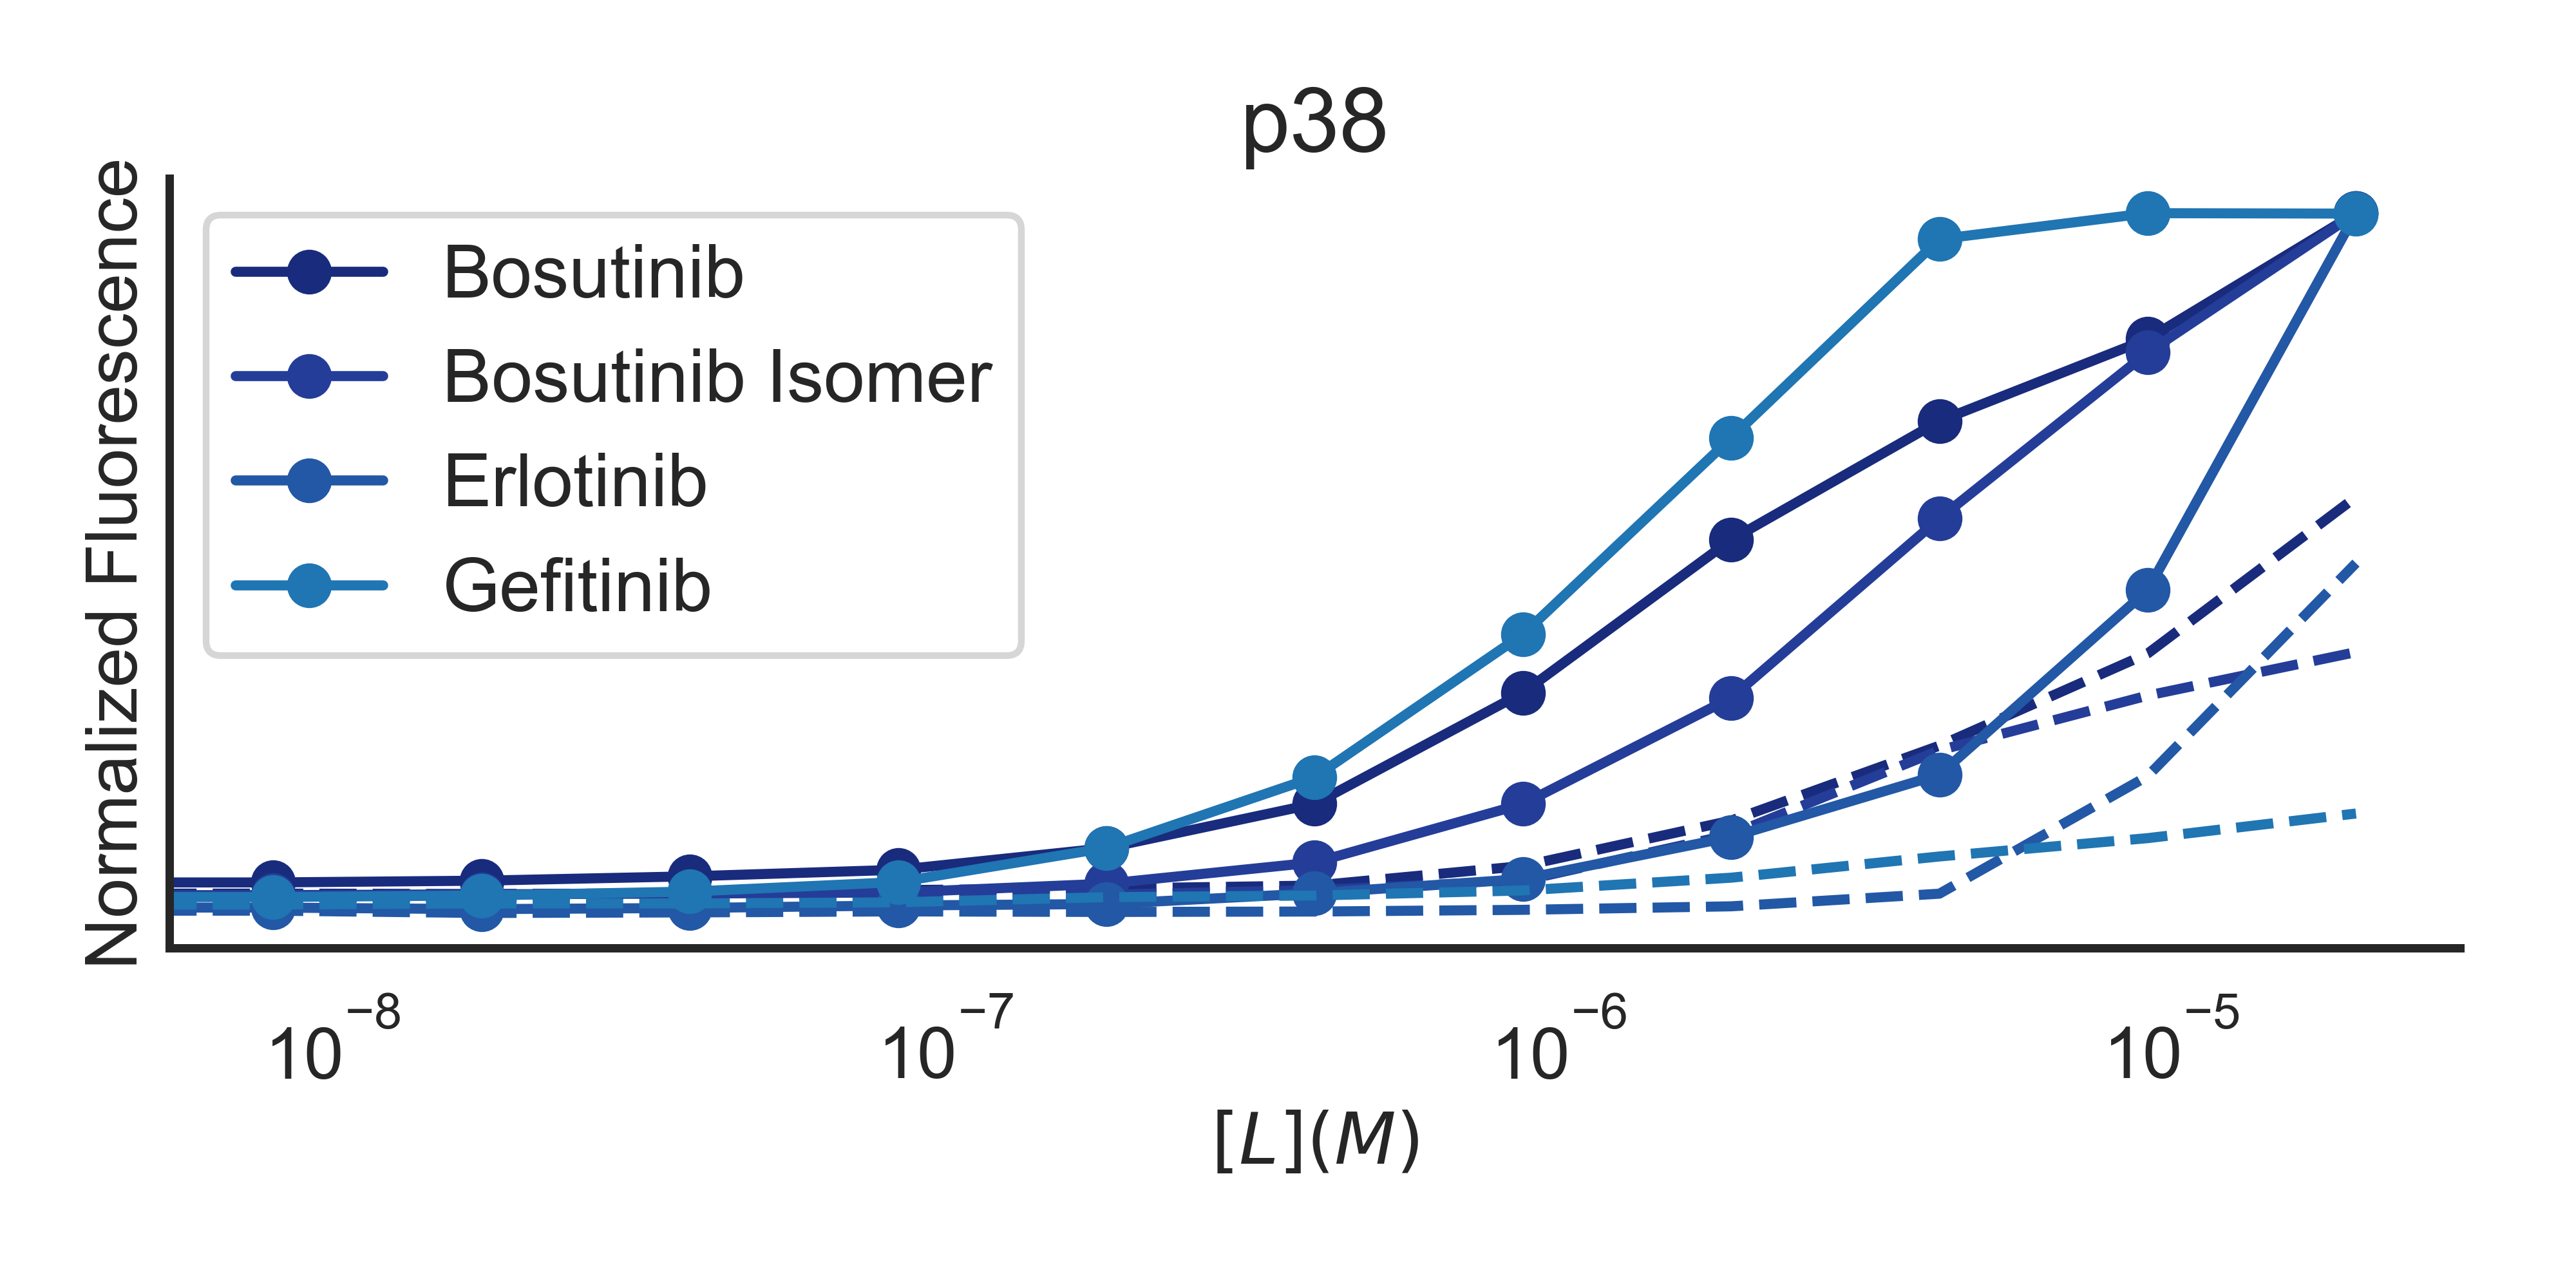 p38
Normalized Fluorescence
Bosutinib
Bosutinib Isomer
Erlotinib
Gefitinib
10⁻⁸ 10⁻⁷ 10⁻⁶ 10⁻⁵
[L](M)